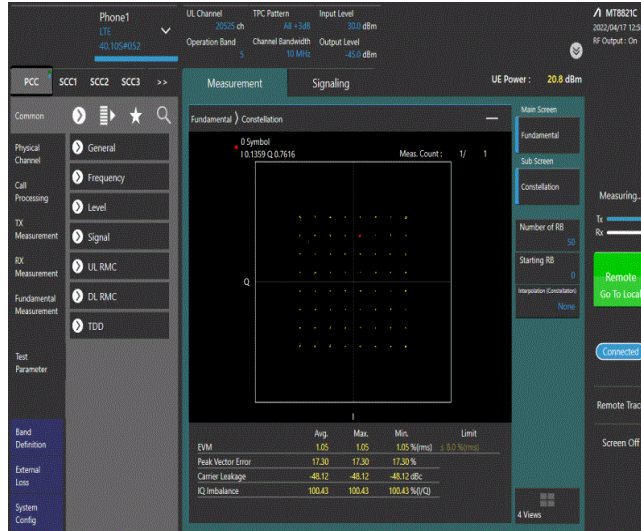 Phone1
LTE
40.10S#052
UL Channel
20525 ch
TPC Pattern
All +3dB
Input Level
30.0 dBm
Operation Band
5
Channel Bandwidth
10 MHz
Output Level
-45.0 dBm
MT8821C
2022/04/17 12:5
RF Output : On
PCC SCC1 SCC2 SCC3 >>
Measurement
Signaling
UE Power : 20.8 dBm
Common
Physical
Channel
Call
Processing
TX
Measurement
RX
Measurement
Fundamental
Measurement
Test
Parameter
Band
Definition
External
Loss
System
Config
General
Frequency
Level
Signal
UL RMC
DL RMC
TDD
Fundamental 〉 Constellation
0 Symbol
I 0.1359 Q 0.7616
Meas. Count : 1/ 1
Q
I
Avg. Max. Min. Limit
EVM 1.05 1.05 1.05 %(rms) ≤ 8.0 %(rms)
Peak Vector Error 17.30 17.30 17.30 %
Carrier Leakage -48.12 -48.12 -48.12 dBc
IQ Imbalance 100.43 100.43 100.43 %(I/Q)
Main Screen
Fundamental
Sub Screen
Constellation
Number of RB
50
Starting RB
0
Interpolation (Constellation)
None
4 Views
Measuring..
Tx
Rx
Remote
Go To Local
Connected
Remote Trac
Screen Off